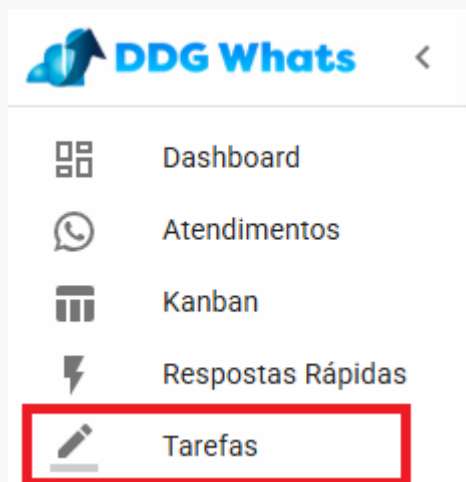 DDG Whats
Dashboard
Atendimentos
Kanban
Respostas Rápidas
Tarefas